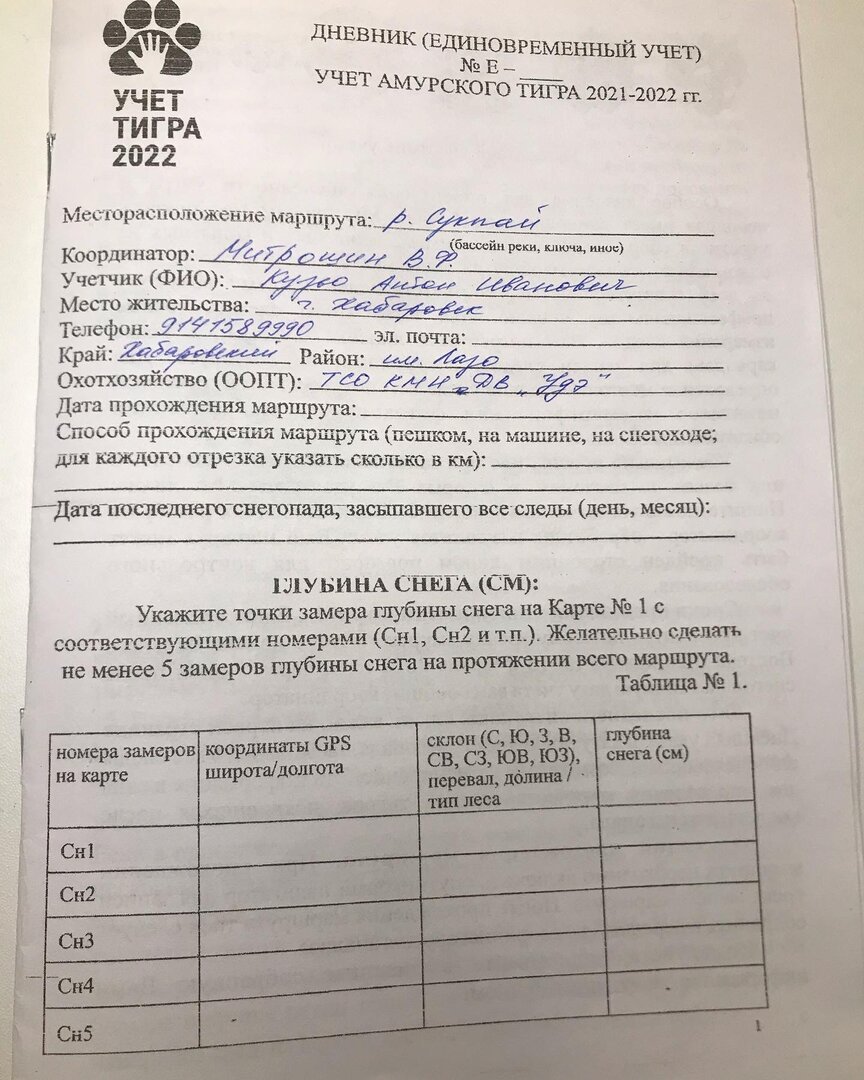 УЧЕТ
ТИГРА
2022
ДНЕВНИК (ЕДИНОВРЕМЕННЫЙ УЧЕТ)
№ Е – ____
УЧЕТ АМУРСКОГО ТИГРА 2021-2022 гг.
Месторасположение маршрута: р. Сукпай
(бассейн реки, ключа, иное)
Координатор: Митрошин В.Ф.
Учетчик (ФИО): Кузьо Антон Иванович
Место жительства: г. Хабаровск
Телефон: 9141589990 эл. почта:
Край: Хабаровский Район: им. Лазо
Охотхозяйство (ООПТ): ТСО КМН ДВ "Удэ"
Дата прохождения маршрута:
Способ прохождения маршрута (пешком, на машине, на снегоходе;
для каждого отрезка указать сколько в км):
Дата последнего снегопада, засыпавшего все следы (день, месяц):
ГЛУБИНА СНЕГА (СМ):
Укажите точки замера глубины снега на Карте № 1 с
соответствующими номерами (Сн1, Сн2 и т.п.). Желательно сделать
не менее 5 замеров глубины снега на протяжении всего маршрута.
Таблица № 1.
номера замеров
на карте
координаты GPS
широта/долгота
склон (С, Ю, З, В,
СВ, СЗ, ЮВ, ЮЗ),
перевал, долина /
тип леса
глубина
снега (см)
Сн1
Сн2
Сн3
Сн4
Сн5
1